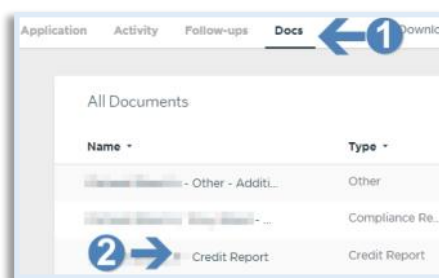 Application Activity Follow-ups Docs 1 Downlo
All Documents
Name Type
- Other - Additi... Other
- ... Compliance Re...
2 Credit Report Credit Report